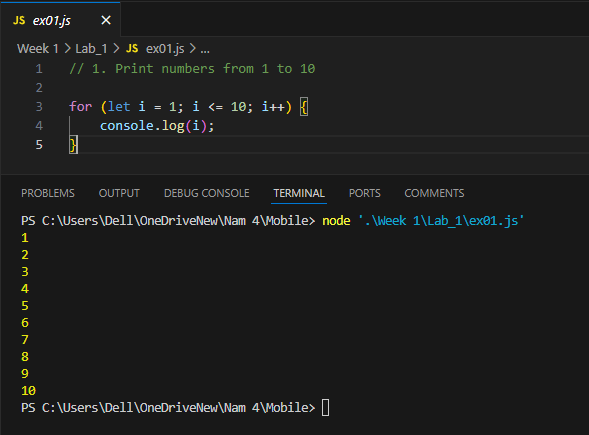 JS ex01.js ×
Week 1 > Lab_1 > JS ex01.js > ...
1 // 1. Print numbers from 1 to 10
2
3 for (let i = 1; i <= 10; i++) {
4     console.log(i);
5 }
PROBLEMS OUTPUT DEBUG CONSOLE TERMINAL PORTS COMMENTS
PS C:\Users\Dell\OneDriveNew\Nam 4\Mobile> node '.\Week 1\Lab_1\ex01.js'
1
2
3
4
5
6
7
8
9
10
PS C:\Users\Dell\OneDriveNew\Nam 4\Mobile>